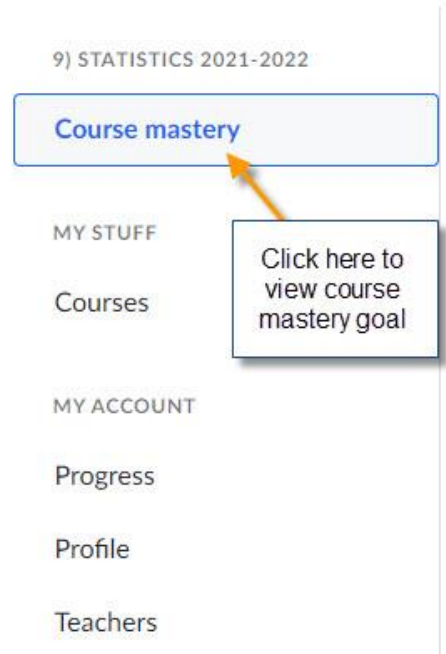 9) STATISTICS 2021-2022
Course mastery
MY STUFF
Click here to
view course
mastery goal
Courses
MY ACCOUNT
Progress
Profile
Teachers